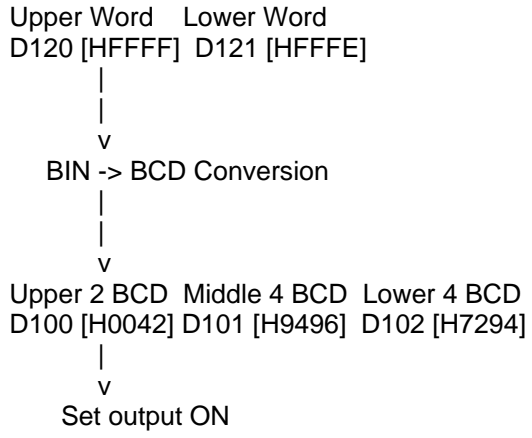 Upper Word Lower Word
D120 [HFFFF] D121 [HFFFE]
|
|
v
BIN -> BCD Conversion
|
|
v
Upper 2 BCD Middle 4 BCD Lower 4 BCD
D100 [H0042] D101 [H9496] D102 [H7294]
|
v
Set output ON